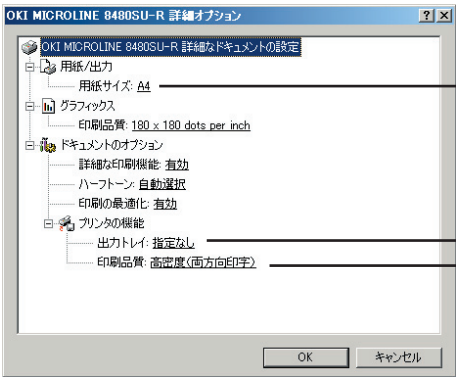 OKI MICROLINE 8480SU-R 詳細オプション
OKI MICROLINE 8480SU-R 詳細なドキュメントの設定
用紙/出力
用紙サイズ: A4
グラフィックス
印刷品質: 180 x 180 dots per inch
ドキュメントのオプション
詳細な印刷機能: 有効
ハーフトーン: 自動選択
印刷の最適化: 有効
プリンタの機能
出力トレイ: 指定なし
印刷品質: 高密度(両方向印字)
OK キャンセル